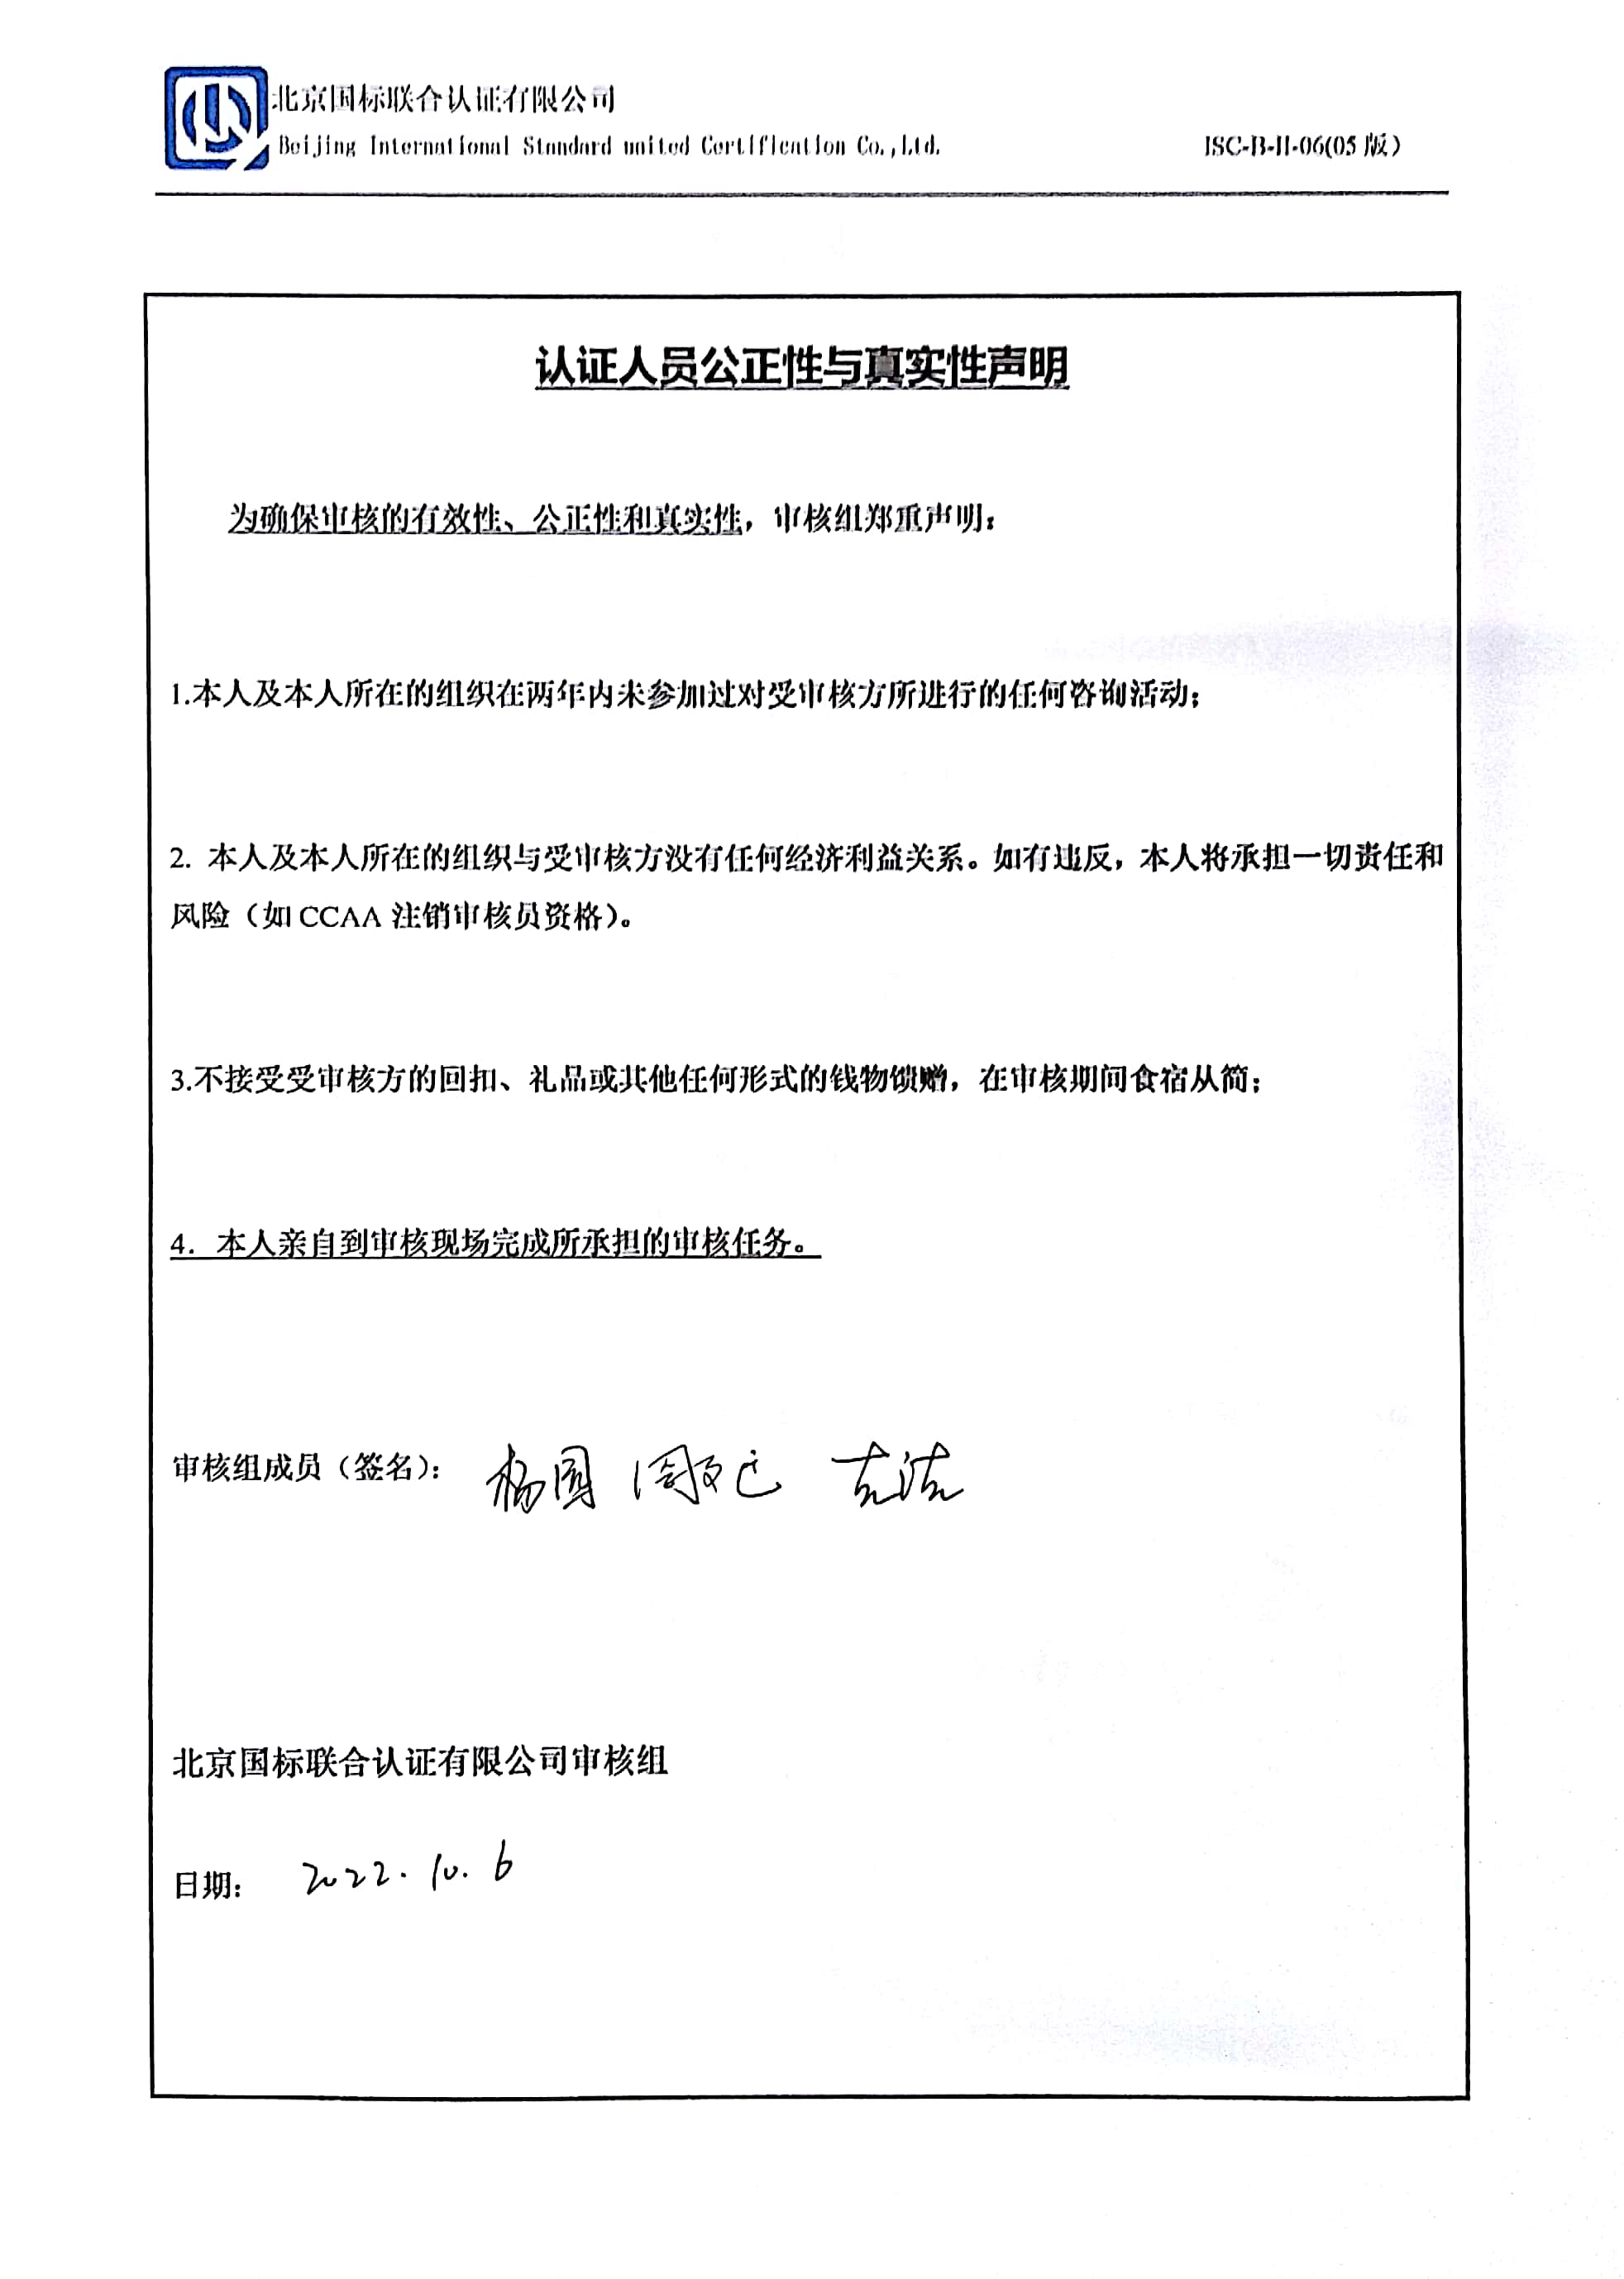 北京国标联合认证有限公司
Beijing International Standard united Certification Co.,Ltd.
ISC-B-II-06(05 版)
认证人员公正性与真实性声明
为确保审核的有效性、公正性和真实性，审核组郑重声明：
1.本人及本人所在的组织在两年内未参加过对受审核方所进行的任何咨询活动；
2. 本人及本人所在的组织与受审核方没有任何经济利益关系。如有违反，本人将承担一切责任和
风险（如 CCAA 注销审核员资格）。
3.不接受受审核方的回扣、礼品或其他任何形式的钱物馈赠，在审核期间食宿从简；
4. 本人亲自到审核现场完成所承担的审核任务。
审核组成员（签名）： 杨园
北京国标联合认证有限公司审核组
日期： 2022.10.6